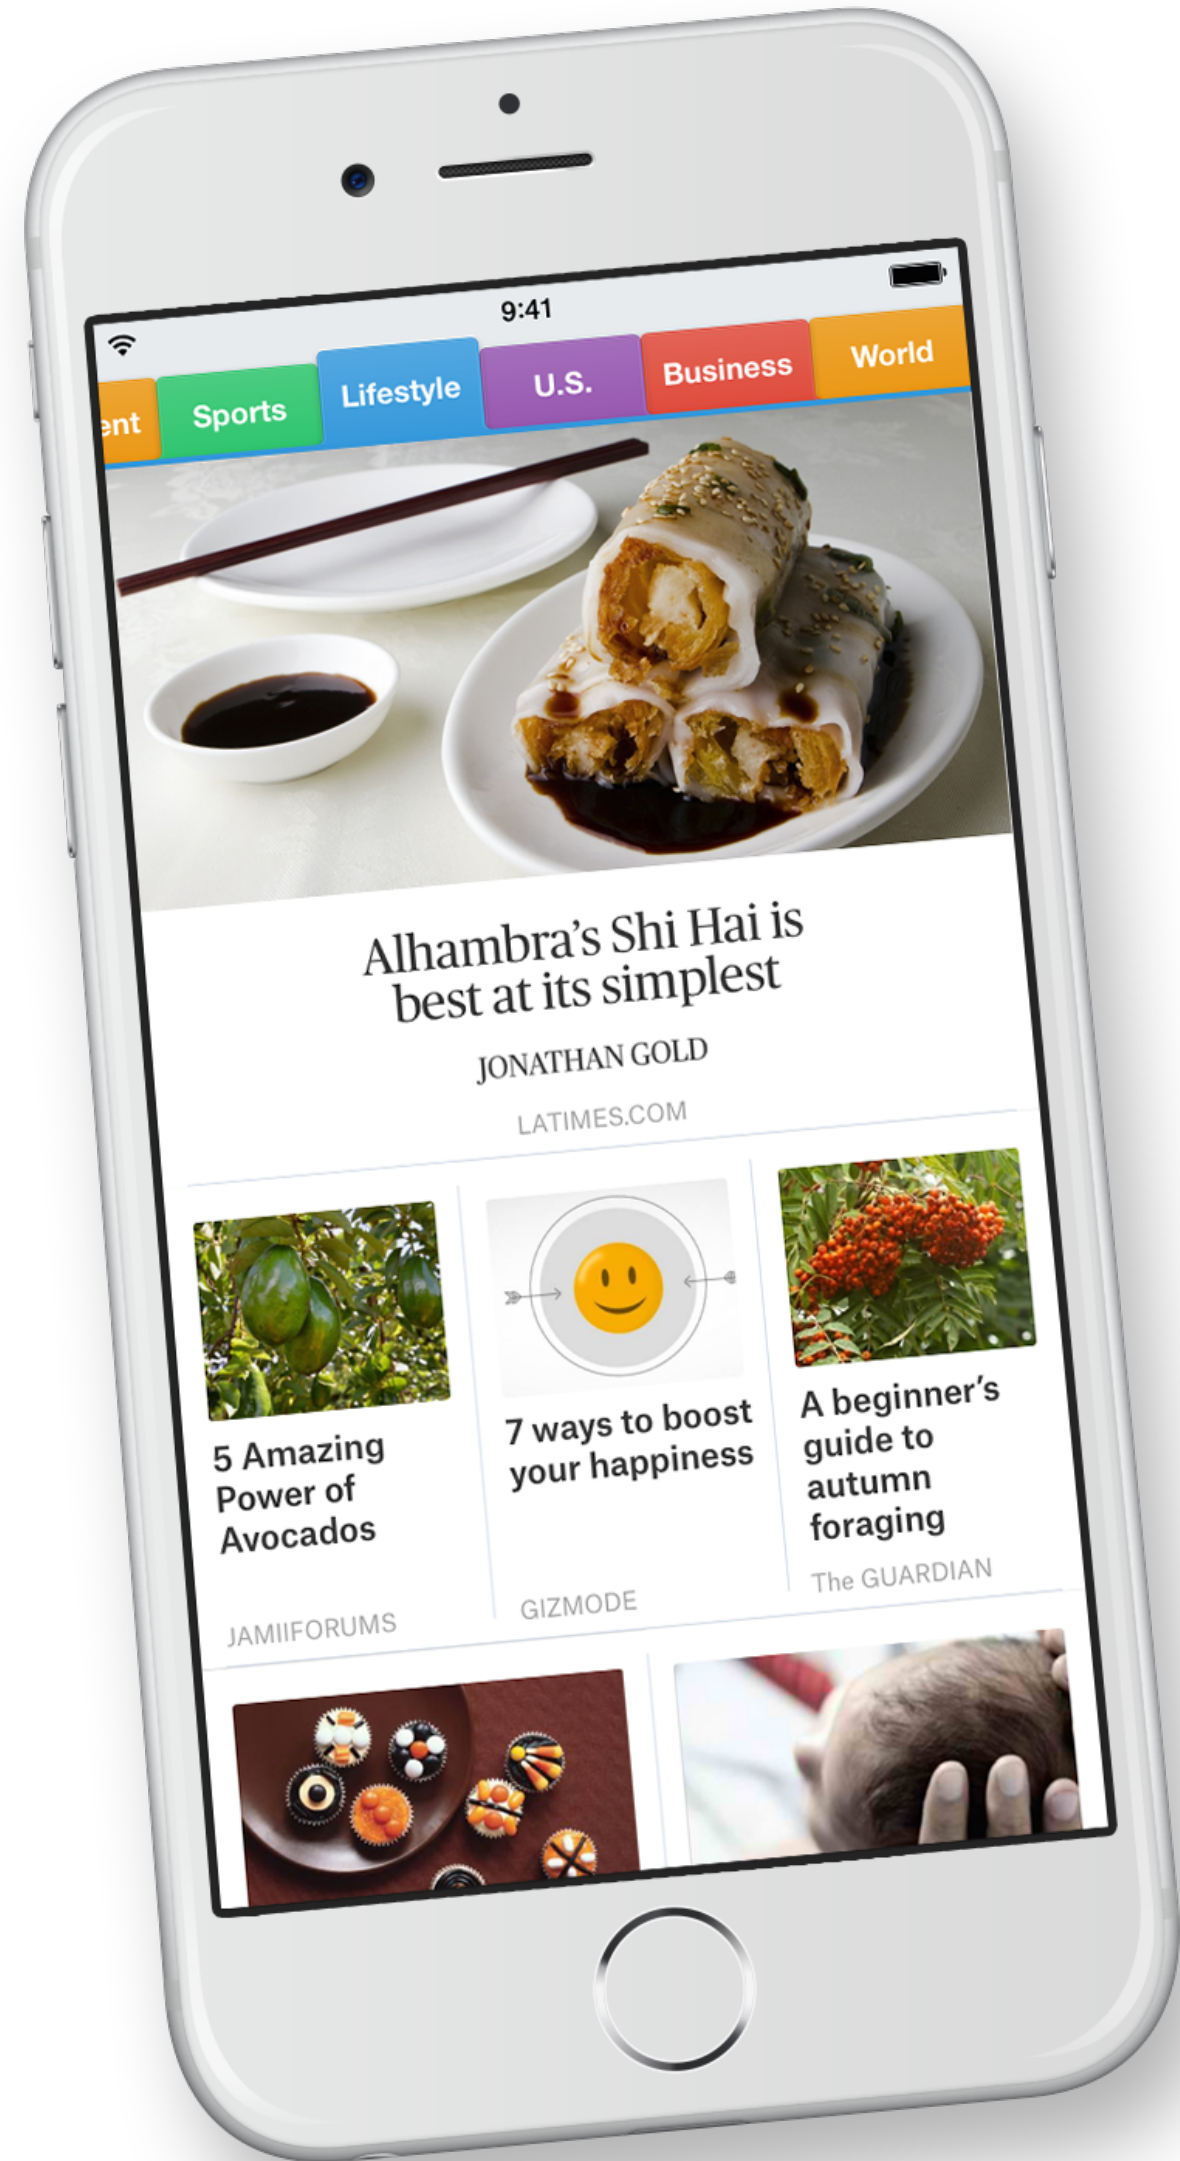 9:41
ent
Sports
Lifestyle
U.S.
Business
World
Alhambra's Shi Hai is
best at its simplest
JONATHAN GOLD
LATIMES.COM
5 Amazing
Power of
Avocados
JAMIIFORUMS
7 ways to boost
your happiness
GIZMODE
A beginner's
guide to
autumn
foraging
The GUARDIAN